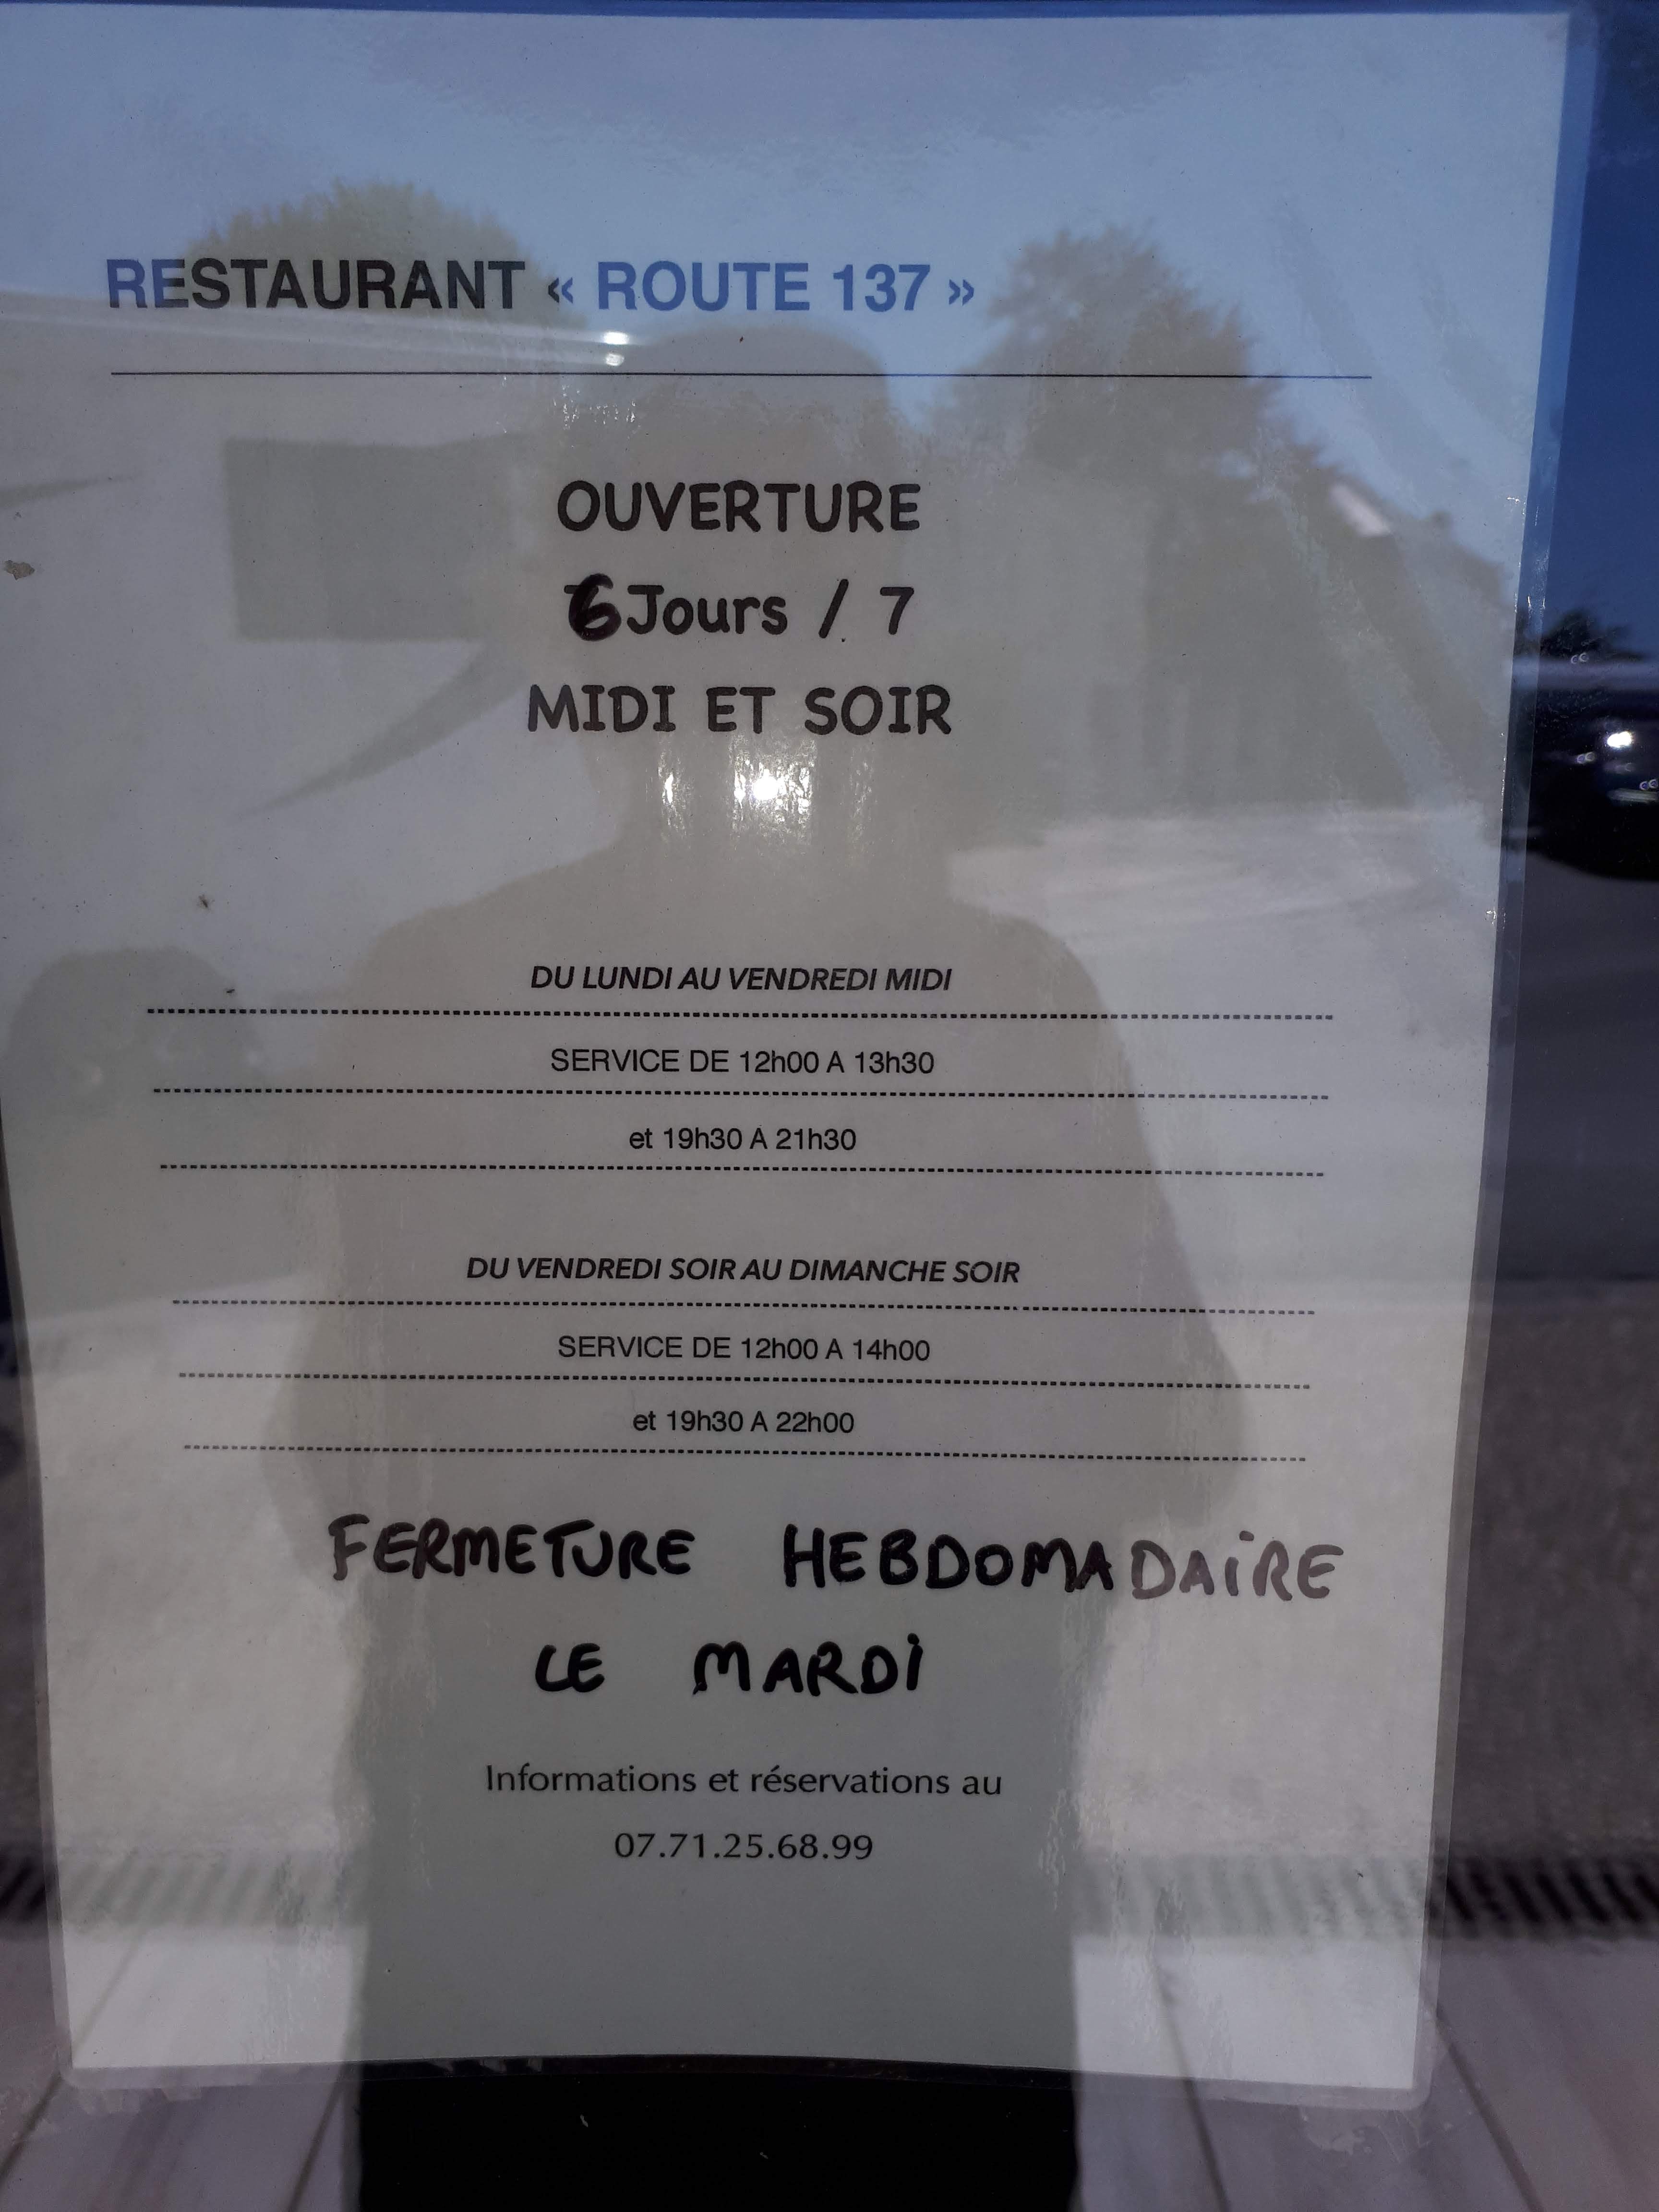 RESTAURANT « ROUTE 137 »
OUVERTURE
6 Jours / 7
MIDI ET SOIR
DU LUNDI AU VENDREDI MIDI
SERVICE DE 12h00 A 13h30
et 19h30 A 21h30
DU VENDREDI SOIR AU DIMANCHE SOIR
SERVICE DE 12h00 A 14h00
et 19h30 A 22h00
FERMETURE HEBDOMADAiRE
LE MARDi
Informations et réservations au
07.71.25.68.99